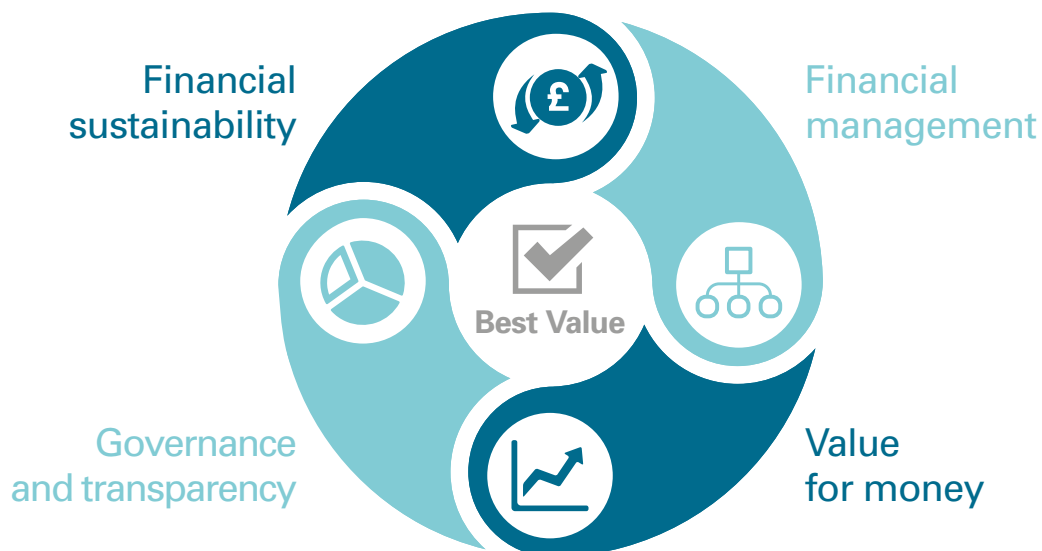 Financial
sustainability
£
Financial
management
Best Value
Governance
and transparency
Value
for money